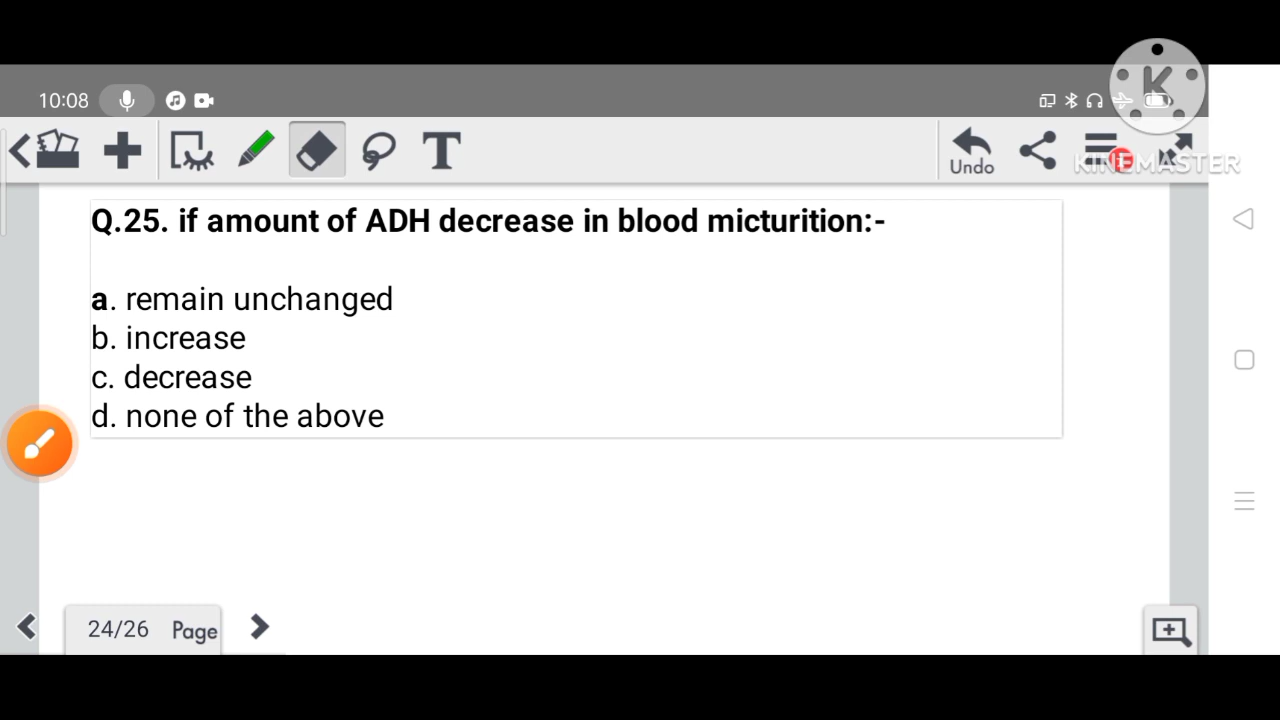 10:08
K
Undo
KINEMASTER
Q.25. if amount of ADH decrease in blood micturition:-
a. remain unchanged
b. increase
c. decrease
d. none of the above
24/26 Page